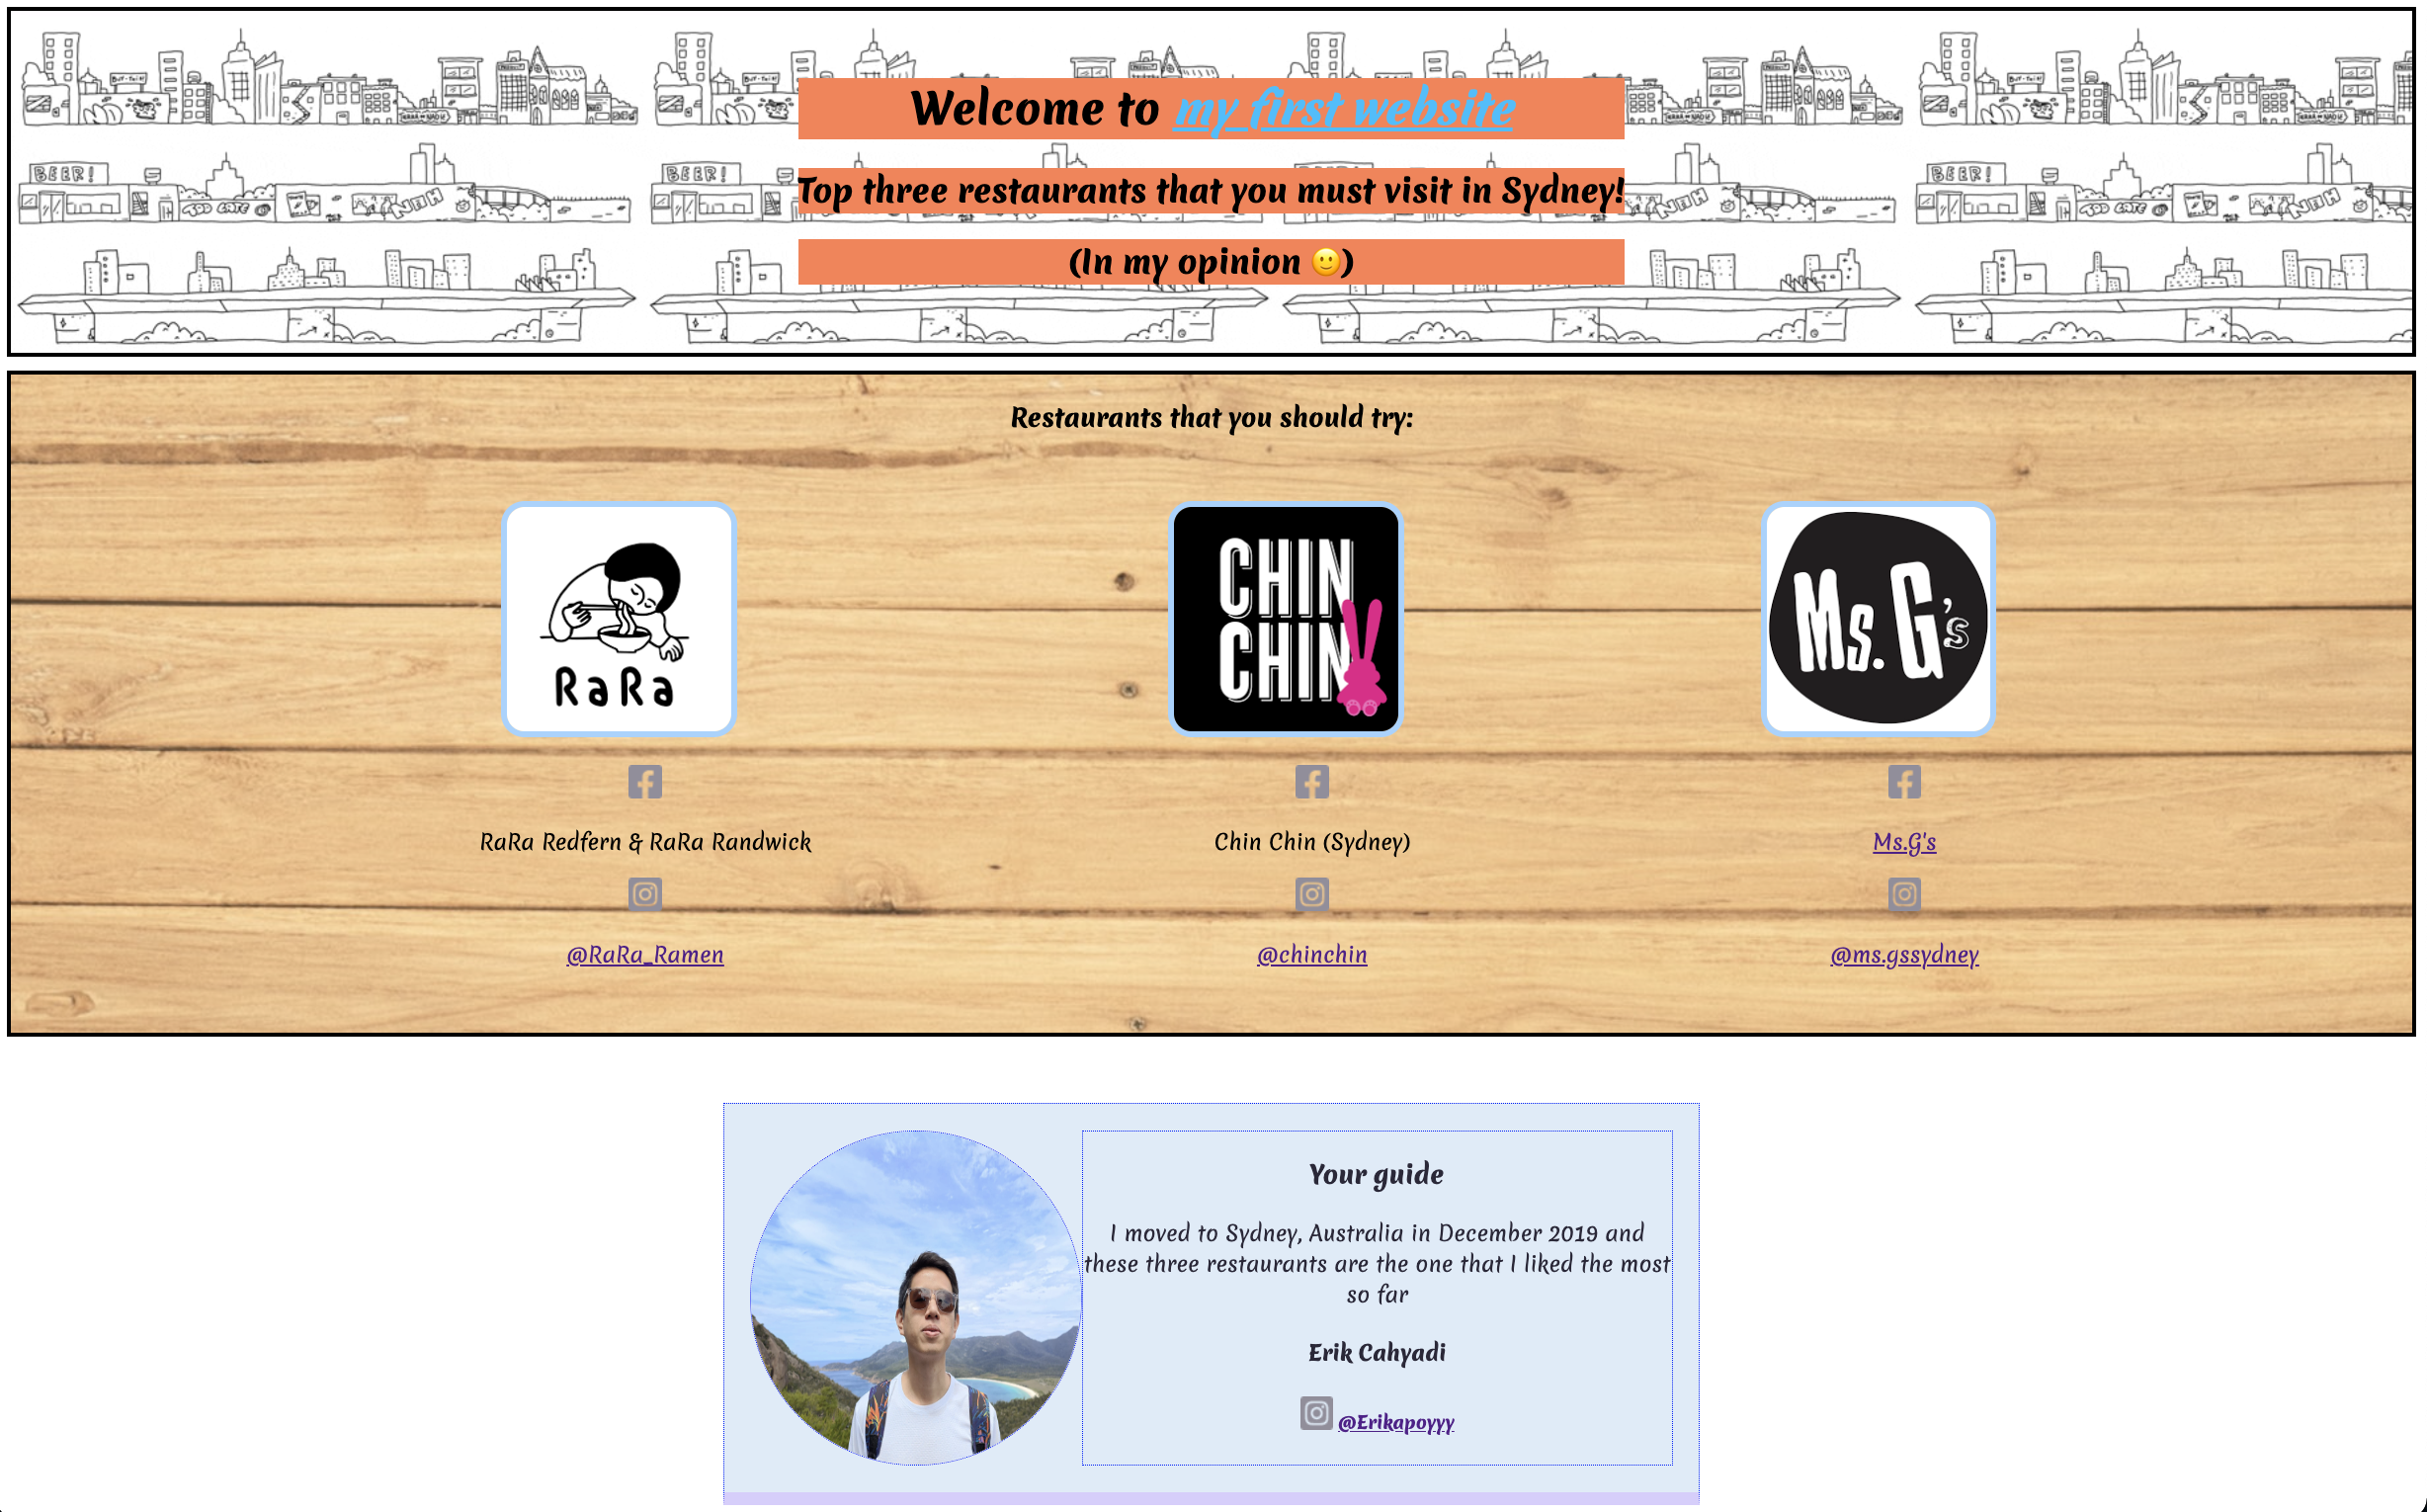 Welcome to my first website
Top three restaurants that you must visit in Sydney!
(In my opinion 🙂)
BEER!
BEER!
BEER!
Restaurants that you should try:
RaRa
CHIN
CHIN
Ms. G's
RaRa Redfern & RaRa Randwick
Chin Chin (Sydney)
Ms.G's
@RaRa_Ramen
@chinchin
@ms.gssydney
Your guide
I moved to Sydney, Australia in December 2019 and
these three restaurants are the one that I liked the most
so far
Erik Cahyadi
@Erikapoyyy